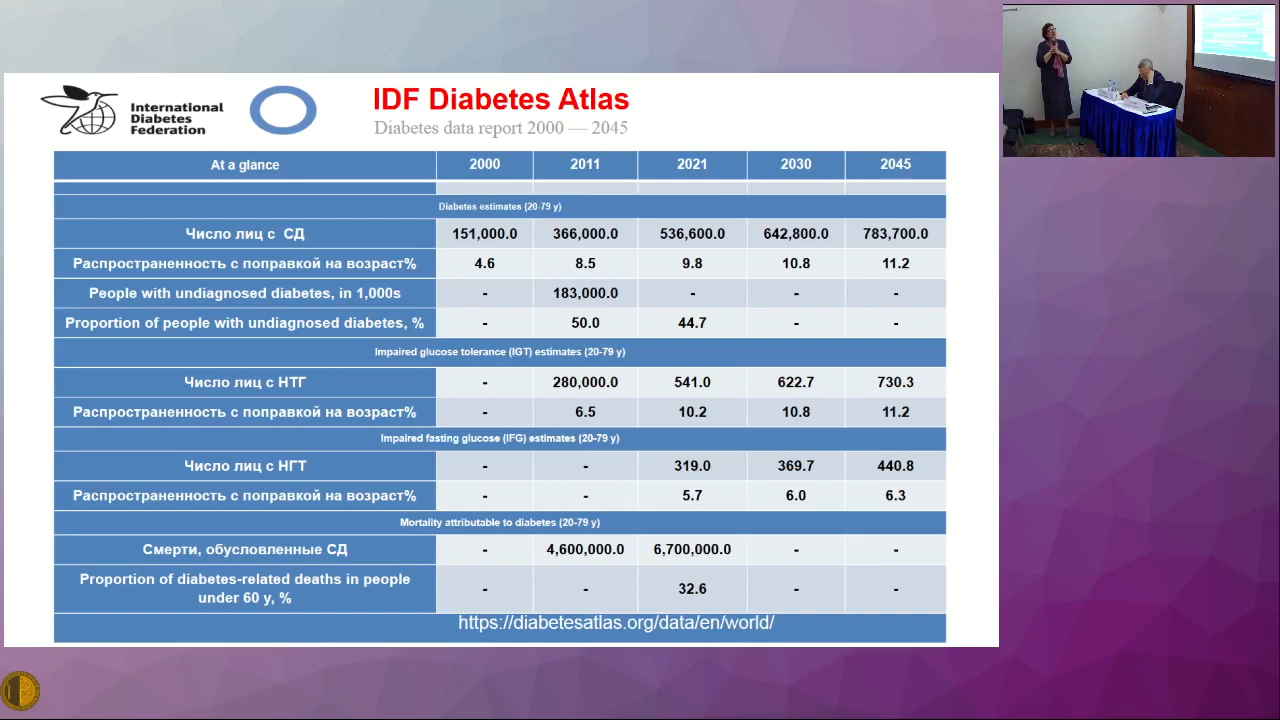 International
Diabetes
Federation
IDF Diabetes Atlas
Diabetes data report 2000 — 2045
At a glance 2000 2011 2021 2030 2045
Diabetes estimates (20-79 y)
Число лиц с СД 151,000.0 366,000.0 536,600.0 642,800.0 783,700.0
Распространенность с поправкой на возраст% 4.6 8.5 9.8 10.8 11.2
People with undiagnosed diabetes, in 1,000s - 183,000.0 - - -
Proportion of people with undiagnosed diabetes, % - 50.0 44.7 - -
Impaired glucose tolerance (IGT) estimates (20-79 y)
Число лиц с НТГ - 280,000.0 541.0 622.7 730.3
Распространенность с поправкой на возраст% - 6.5 10.2 10.8 11.2
Impaired fasting glucose (IFG) estimates (20-79 y)
Число лиц с НГТ - - 319.0 369.7 440.8
Распространенность с поправкой на возраст% - - 5.7 6.0 6.3
Mortality attributable to diabetes (20-79 y)
Смерти, обусловленные СД - 4,600,000.0 6,700,000.0 - -
Proportion of diabetes-related deaths in people
under 60 y, % - - 32.6 - -
https://diabetesatlas.org/data/en/world/